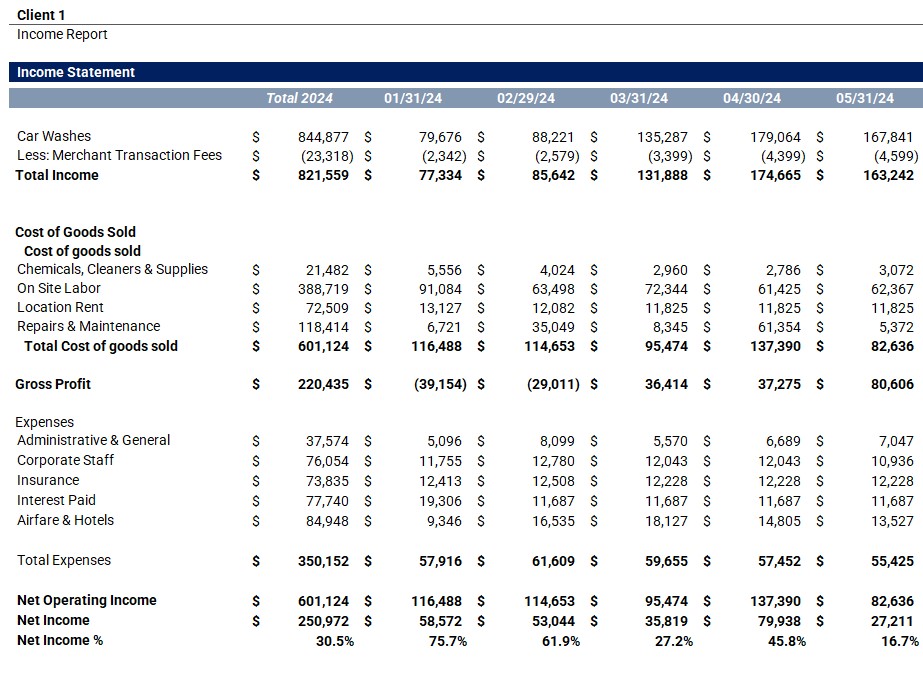 Client 1
Income Report
Income Statement
Total 2024 01/31/24 02/29/24 03/31/24 04/30/24 05/31/24
Car Washes $ 844,877 $ 79,676 $ 88,221 $ 135,287 $ 179,064 $ 167,841
Less: Merchant Transaction Fees $ (23,318) $ (2,342) $ (2,579) $ (3,399) $ (4,399) $ (4,599)
Total Income $ 821,559 $ 77,334 $ 85,642 $ 131,888 $ 174,665 $ 163,242
Cost of Goods Sold
Cost of goods sold
Chemicals, Cleaners & Supplies $ 21,482 $ 5,556 $ 4,024 $ 2,960 $ 2,786 $ 3,072
On Site Labor $ 388,719 $ 91,084 $ 63,498 $ 72,344 $ 61,425 $ 62,367
Location Rent $ 72,509 $ 13,127 $ 12,082 $ 11,825 $ 11,825 $ 11,825
Repairs & Maintenance $ 118,414 $ 6,721 $ 35,049 $ 8,345 $ 61,354 $ 5,372
Total Cost of goods sold $ 601,124 $ 116,488 $ 114,653 $ 95,474 $ 137,390 $ 82,636
Gross Profit $ 220,435 $ (39,154) $ (29,011) $ 36,414 $ 37,275 $ 80,606
Expenses
Administrative & General $ 37,574 $ 5,096 $ 8,099 $ 5,570 $ 6,689 $ 7,047
Corporate Staff $ 76,054 $ 11,755 $ 12,780 $ 12,043 $ 12,043 $ 10,936
Insurance $ 73,835 $ 12,413 $ 12,508 $ 12,228 $ 12,228 $ 12,228
Interest Paid $ 77,740 $ 19,306 $ 11,687 $ 11,687 $ 11,687 $ 11,687
Airfare & Hotels $ 84,948 $ 9,346 $ 16,535 $ 18,127 $ 14,805 $ 13,527
Total Expenses $ 350,152 $ 57,916 $ 61,609 $ 59,655 $ 57,452 $ 55,425
Net Operating Income $ 601,124 $ 116,488 $ 114,653 $ 95,474 $ 137,390 $ 82,636
Net Income $ 250,972 $ 58,572 $ 53,044 $ 35,819 $ 79,938 $ 27,211
Net Income % 30.5% 75.7% 61.9% 27.2% 45.8% 16.7%